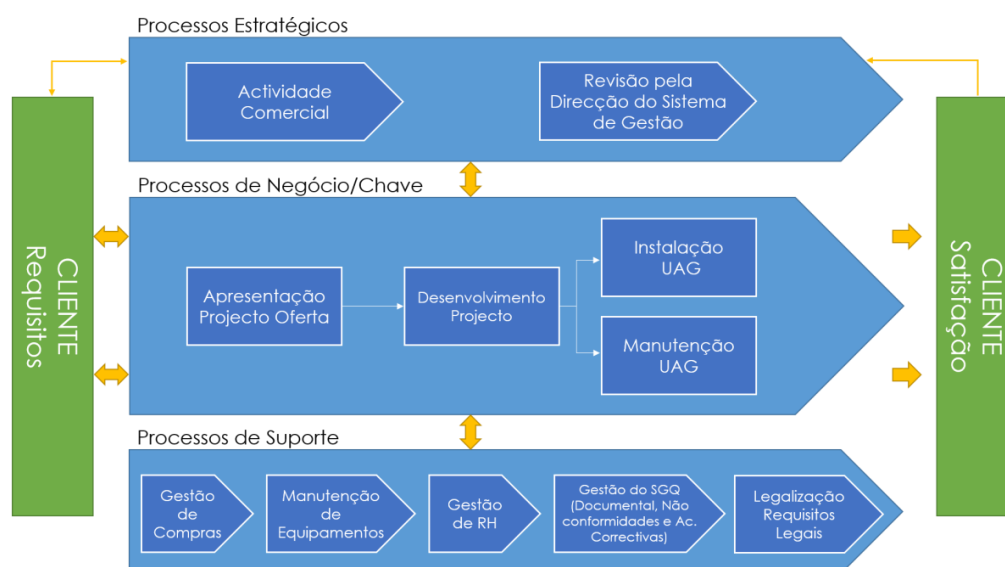 Processos Estratégicos
Actividade
Comercial
Revisão pela
Direcção do Sistema
de Gestão
CLIENTE
Requisitos
Processos de Negócio/Chave
Apresentação
Projecto Oferta
Desenvolvimento
Projecto
Instalação
UAG
Manutenção
UAG
CLIENTE
Satisfação
Processos de Suporte
Gestão
de
Compras
Manutenção
de
Equipamentos
Gestão
de RH
Gestão do SGQ
(Documental, Não
conformidades e Ac.
Correctivas)
Legalização
Requisitos
Legais